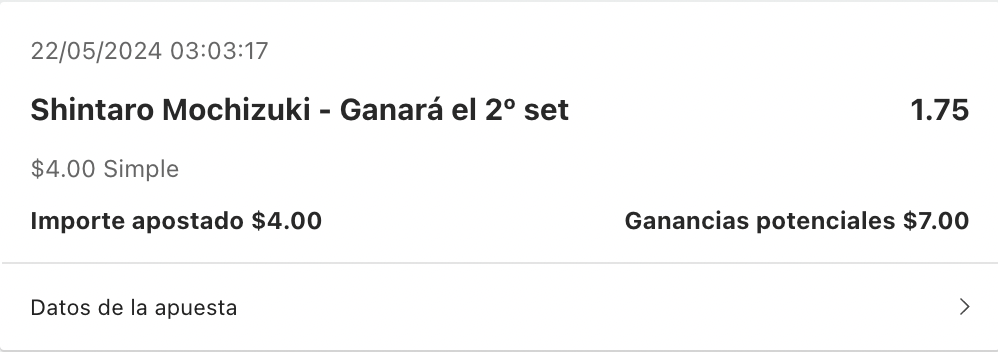 22/05/2024 03:03:17
Shintaro Mochizuki - Ganará el 2º set 1.75
$4.00 Simple
Importe apostado $4.00 Ganancias potenciales $7.00
Datos de la apuesta